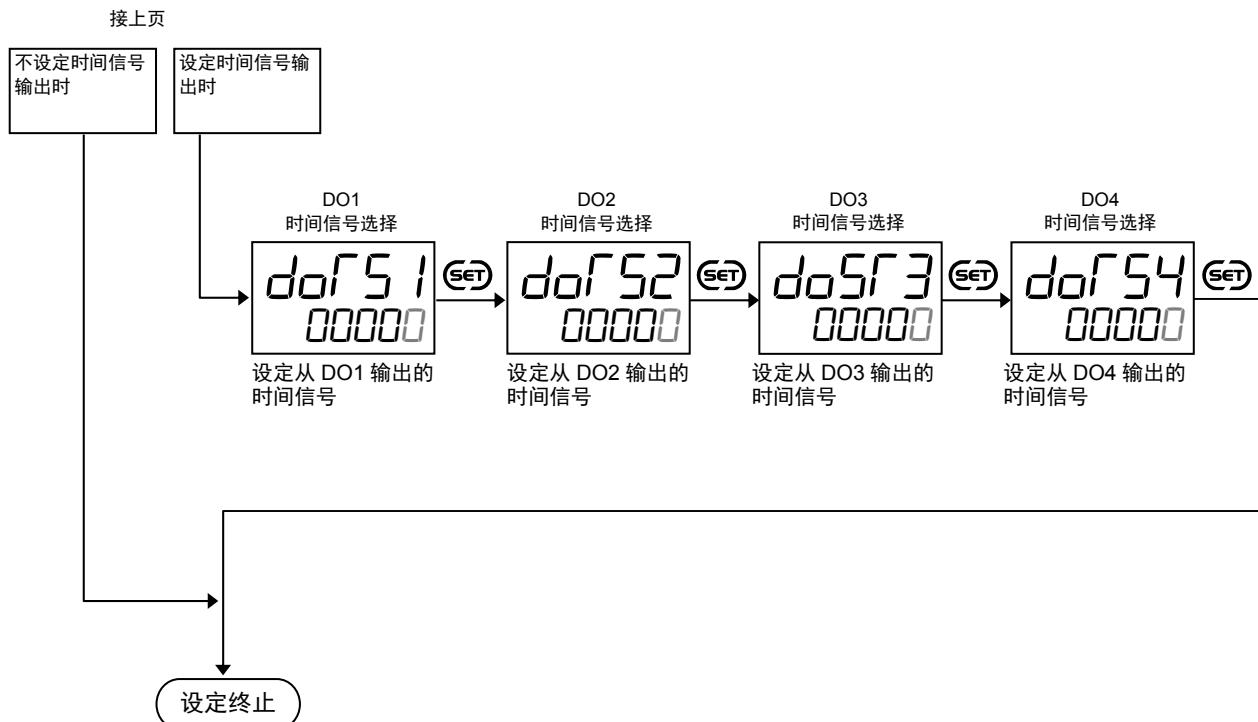 接上页
不设定时间信号
输出时
设定时间信号输
出时
DO1
时间信号选择
doΓS1
00000
SET
设定从 DO1 输出的
时间信号
DO2
时间信号选择
doΓS2
00000
SET
设定从 DO2 输出的
时间信号
DO3
时间信号选择
doSΓ3
00000
SET
设定从 DO3 输出的
时间信号
DO4
时间信号选择
doΓS4
00000
SET
设定从 DO4 输出的
时间信号
设定终止